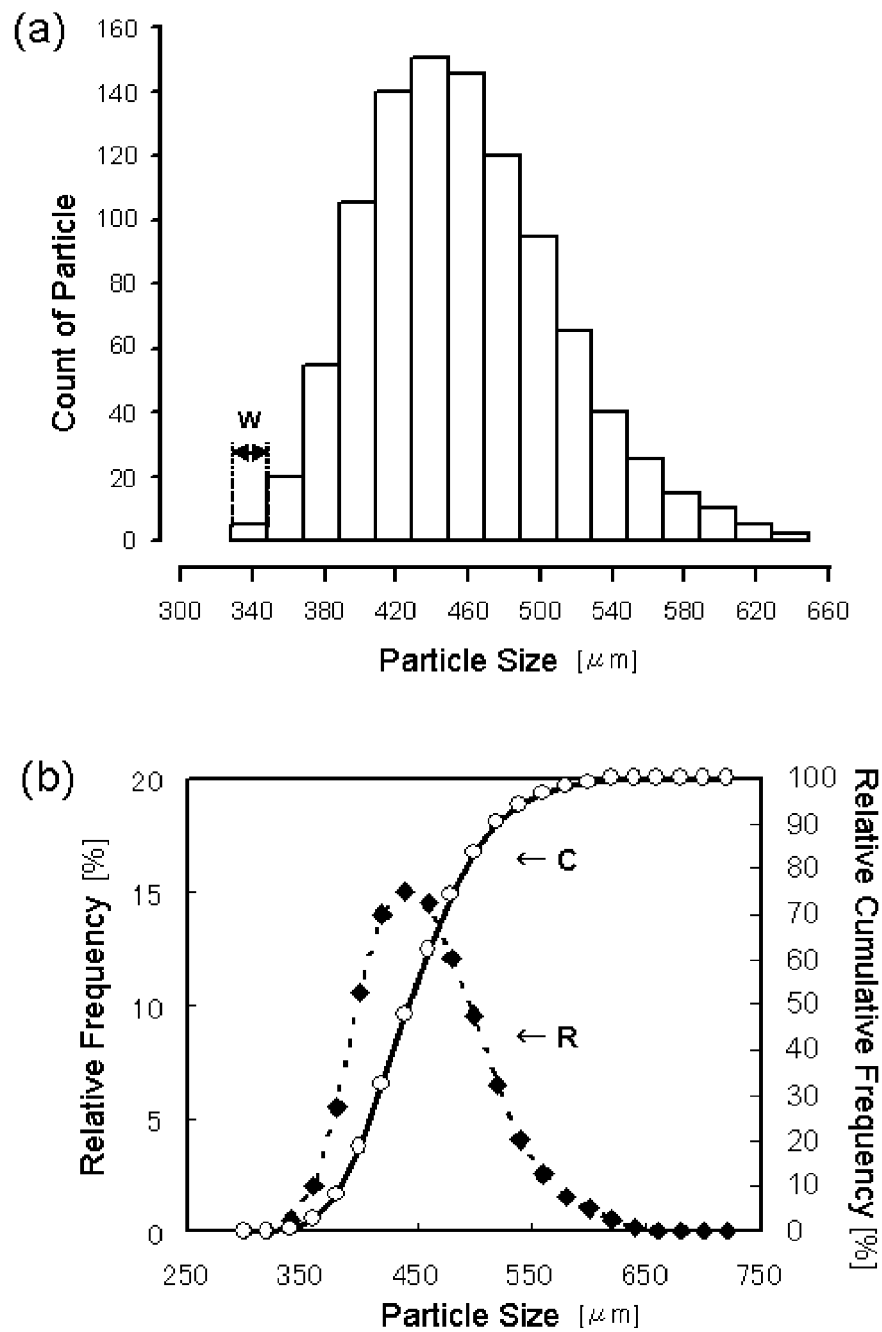 (a)
160
140
120
100
80
60
40
20
0
Count of Particle
W
300 340 380 420 460 500 540 580 620 660
Particle Size [μm]
(b)
20
15
10
5
0
Relative Frequency [%]
100
90
80
70
60
50
40
30
20
10
0
Relative Cumulative Frequency [%]
← C
← R
250 350 450 550 650 750
Particle Size [μm]